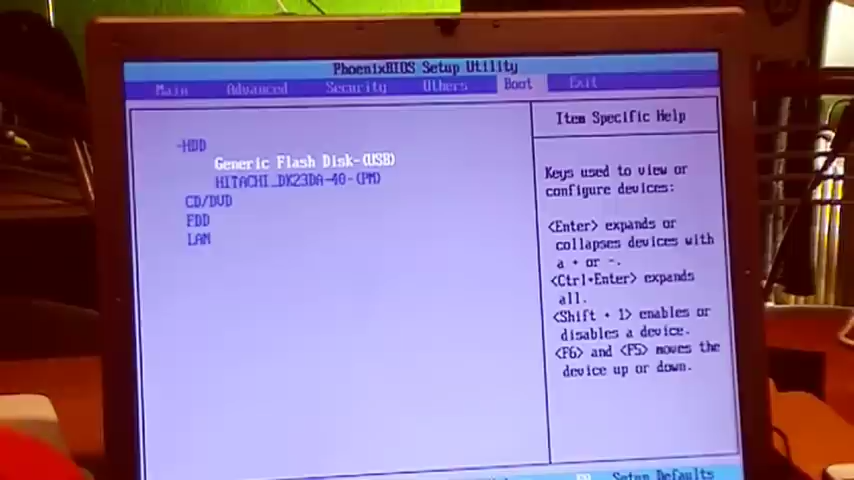 PhoenixBIOS Setup Utility
Main Advanced Security Others Boot Exit
-HDD
Generic Flash Disk-(USB)
HITACHI_DK23DA-40-(PM)
CD/DVD
FDD
LAN
Item Specific Help
Keys used to view or
configure devices:
<Enter> expands or
collapses devices with
a + or -.
<Ctrl+Enter> expands
all.
<Shift + 1> enables or
disables a device.
<F6> and <F5> moves the
device up or down.
Setup Defaults